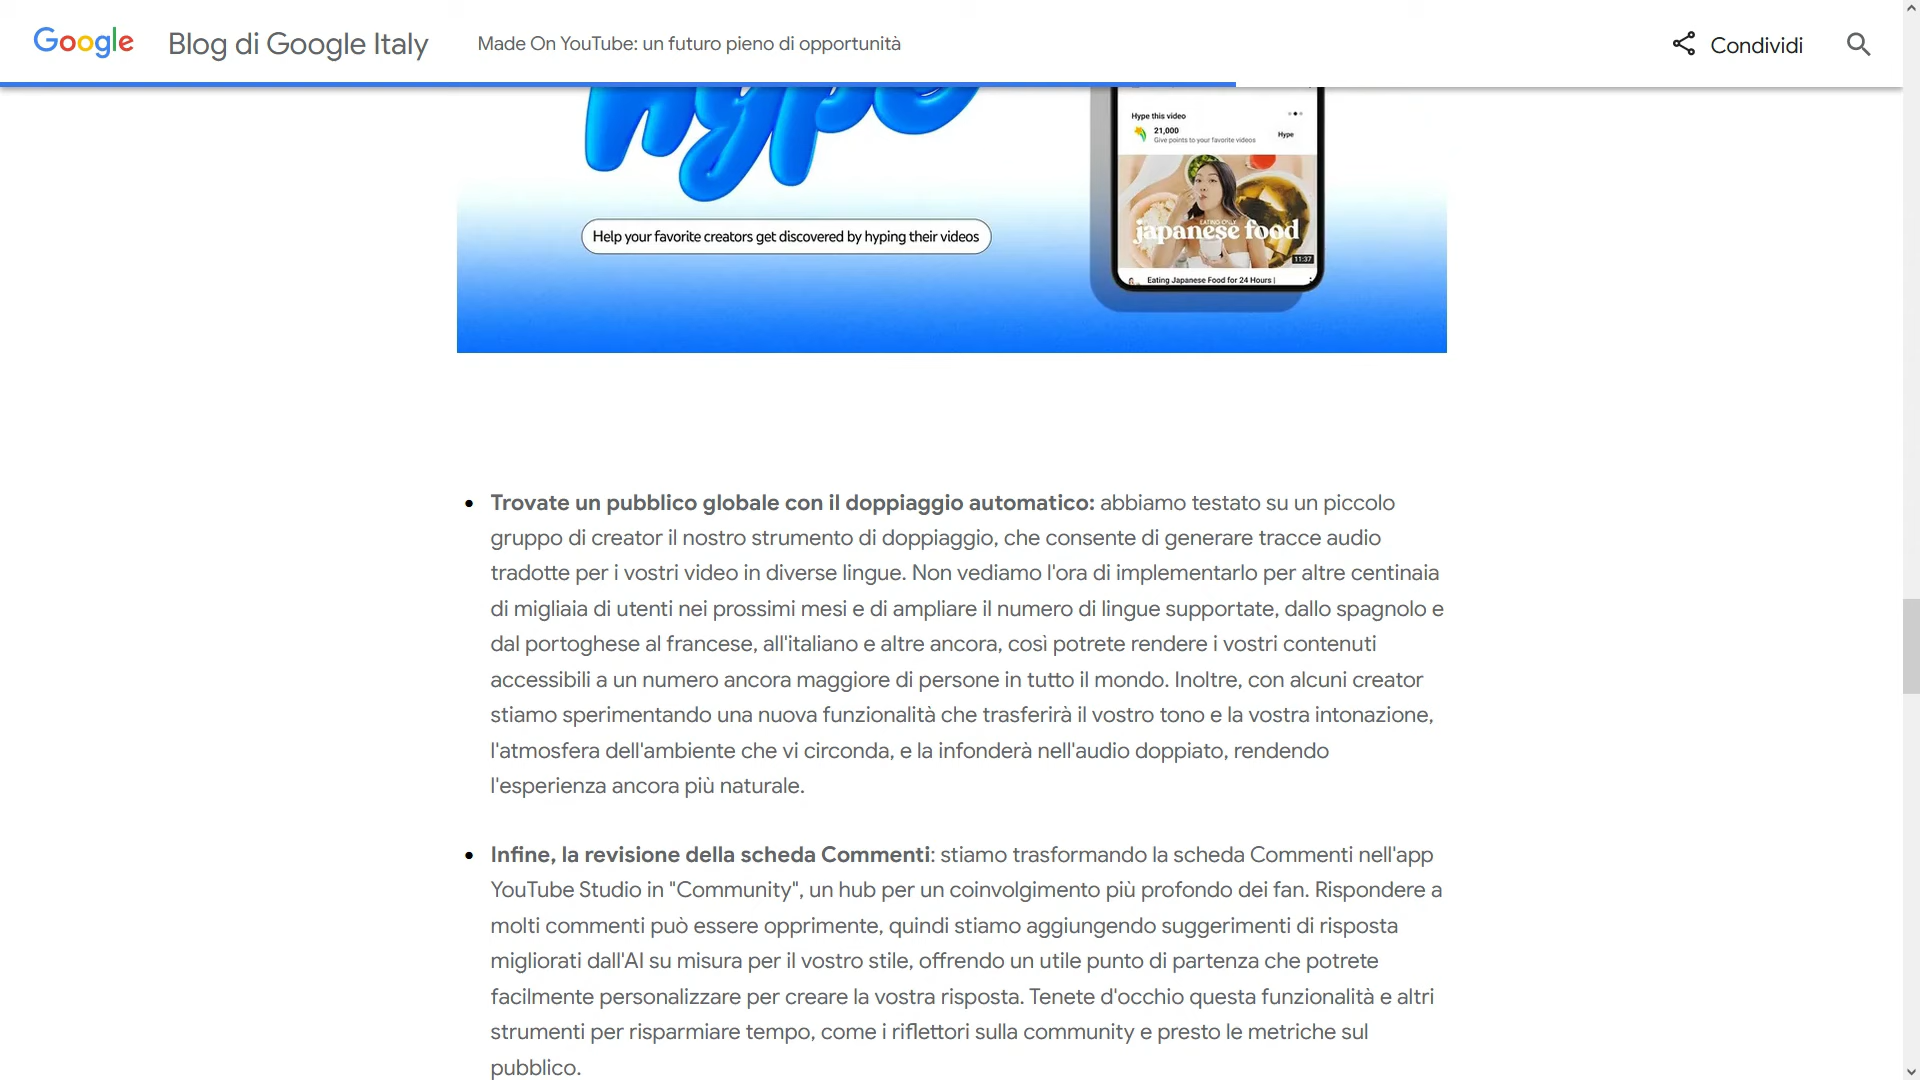 Google Blog di Google Italy Made On YouTube: un futuro pieno di opportunità Condividi
hype
Hype this video
21,000
Give points to your favorite videos
Hype
EATING ONLY
japanese food
11:37
Eating Japanese Food for 24 Hours |
Help your favorite creators get discovered by hyping their videos
Trovate un pubblico globale con il doppiaggio automatico: abbiamo testato su un piccolo
gruppo di creator il nostro strumento di doppiaggio, che consente di generare tracce audio
tradotte per i vostri video in diverse lingue. Non vediamo l'ora di implementarlo per altre centinaia
di migliaia di utenti nei prossimi mesi e di ampliare il numero di lingue supportate, dallo spagnolo e
dal portoghese al francese, all'italiano e altre ancora, così potrete rendere i vostri contenuti
accessibili a un numero ancora maggiore di persone in tutto il mondo. Inoltre, con alcuni creator
stiamo sperimentando una nuova funzionalità che trasferirà il vostro tono e la vostra intonazione,
l'atmosfera dell'ambiente che vi circonda, e la infonderà nell'audio doppiato, rendendo
l'esperienza ancora più naturale.
Infine, la revisione della scheda Commenti: stiamo trasformando la scheda Commenti nell'app
YouTube Studio in "Community", un hub per un coinvolgimento più profondo dei fan. Rispondere a
molti commenti può essere opprimente, quindi stiamo aggiungendo suggerimenti di risposta
migliorati dall'AI su misura per il vostro stile, offrendo un utile punto di partenza che potrete
facilmente personalizzare per creare la vostra risposta. Tenete d'occhio questa funzionalità e altri
strumenti per risparmiare tempo, come i riflettori sulla community e presto le metriche sul
pubblico.